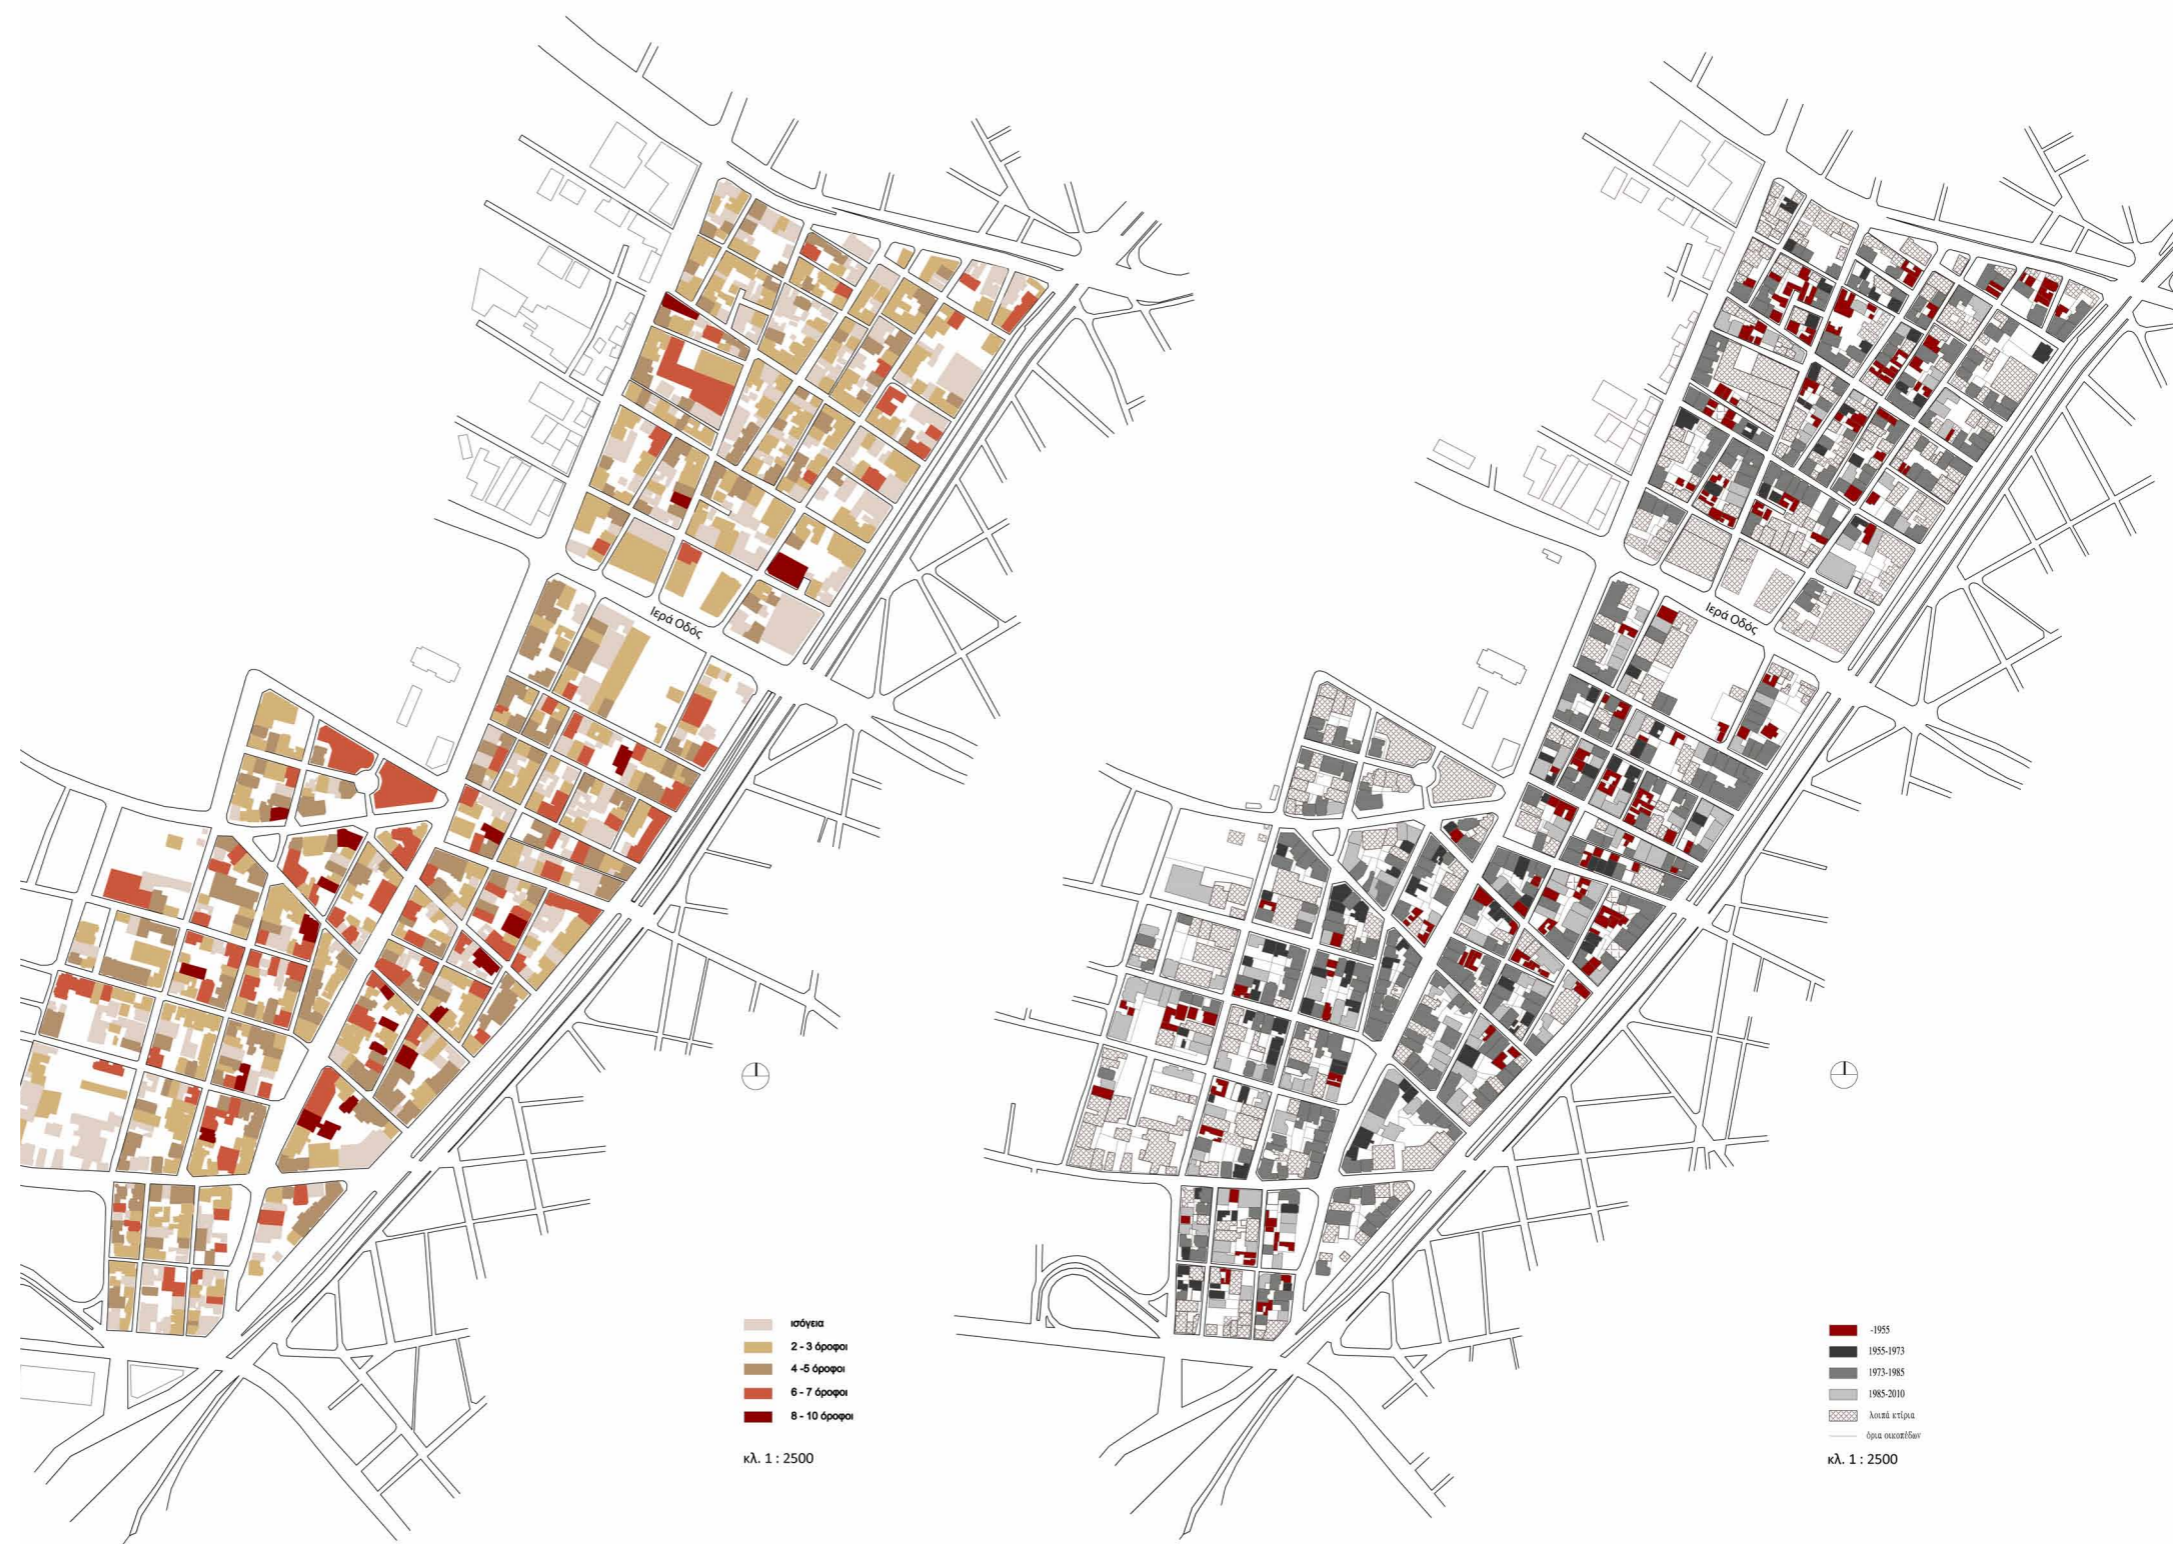 Ιερά Οδός
ισόγεια
2 - 3 όροφοι
4 -5 όροφοι
6 - 7 όροφοι
8 - 10 όροφοι
κλ. 1 : 2500
Ιερά Οδός
-1955
1955-1973
1973-1985
1985-2010
λοιπά κτίρια
όρια οικοπέδων
κλ. 1 : 2500